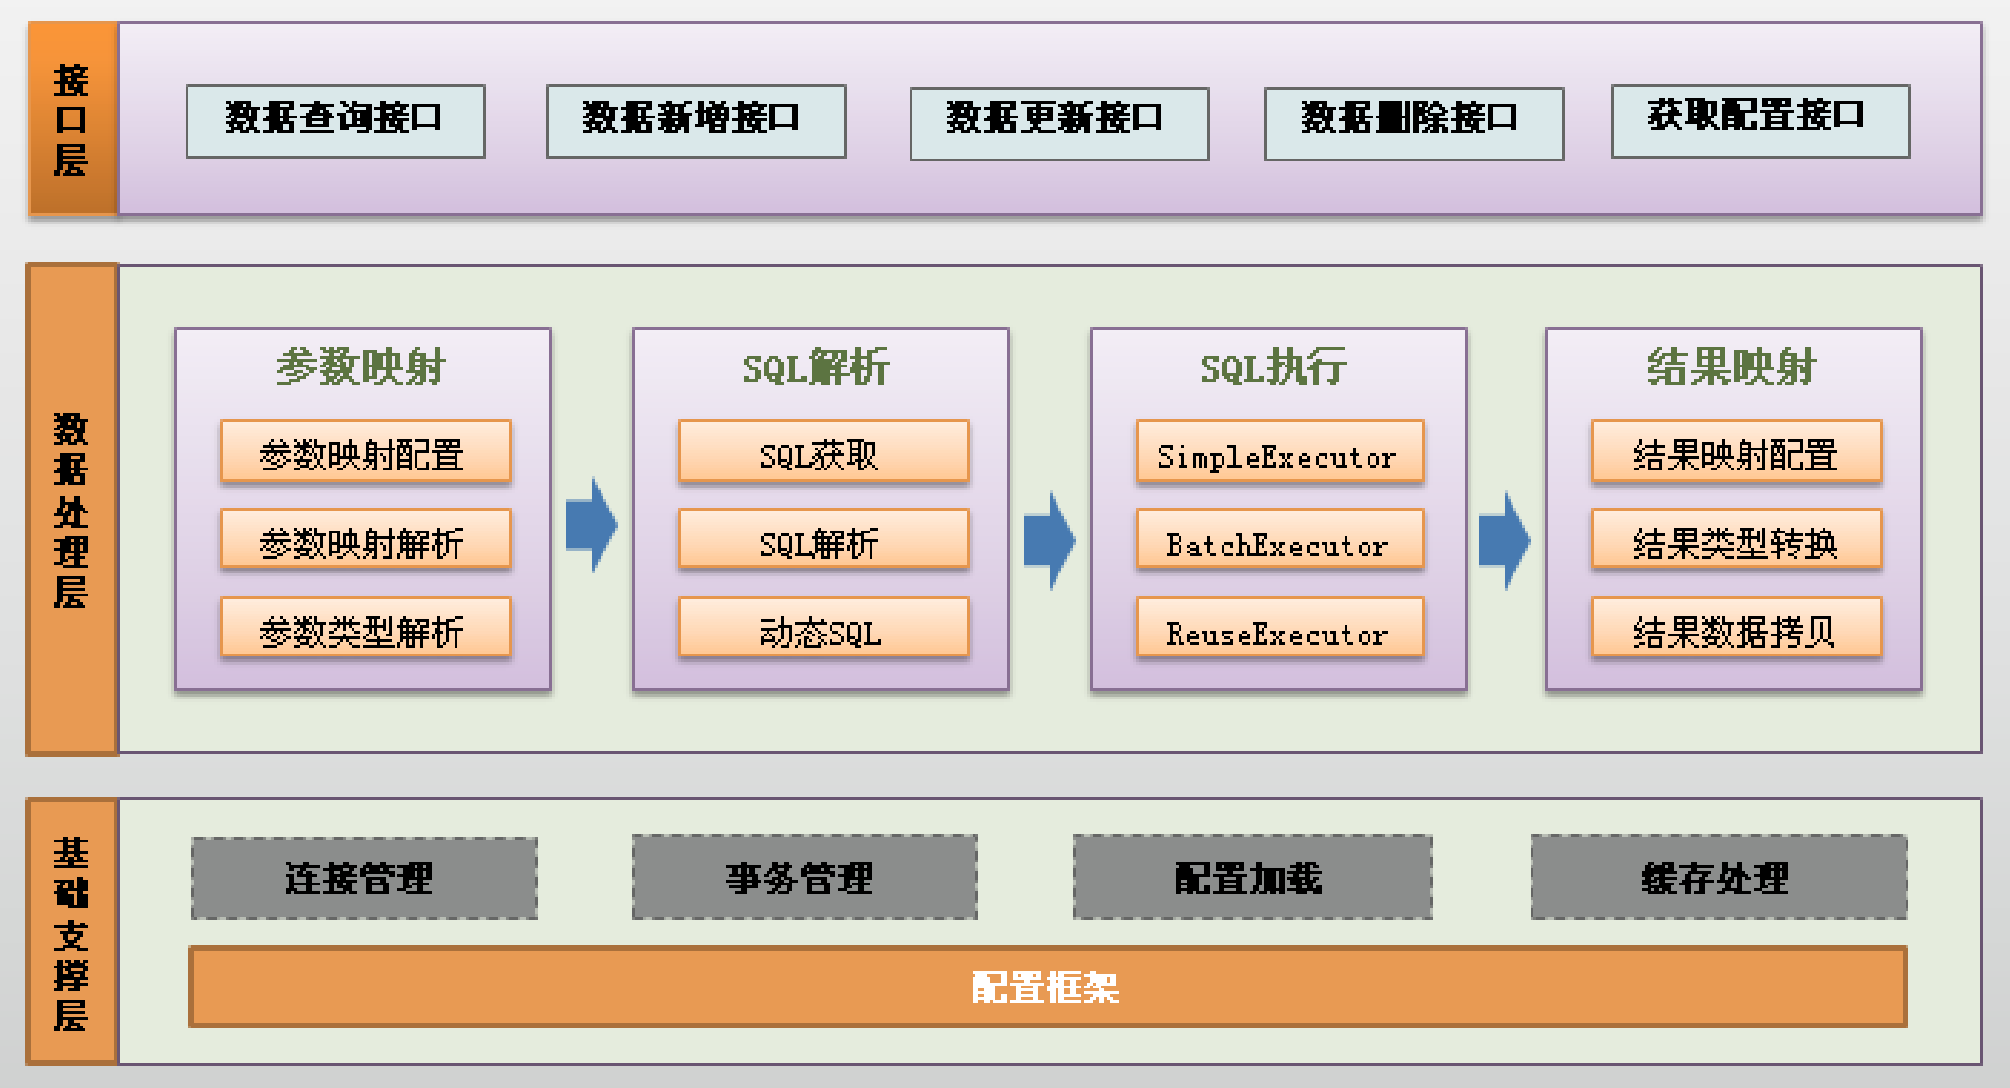 接口层
数据查询接口
数据新增接口
数据更新接口
数据删除接口
获取配置接口
数据处理层
参数映射
参数映射配置
参数映射解析
参数类型解析
SQL解析
SQL获取
SQL解析
动态SQL
SQL执行
SimpleExecutor
BatchExecutor
ReuseExecutor
结果映射
结果映射配置
结果类型转换
结果数据拷贝
基础支撑层
连接管理
事务管理
配置加载
缓存处理
配置框架